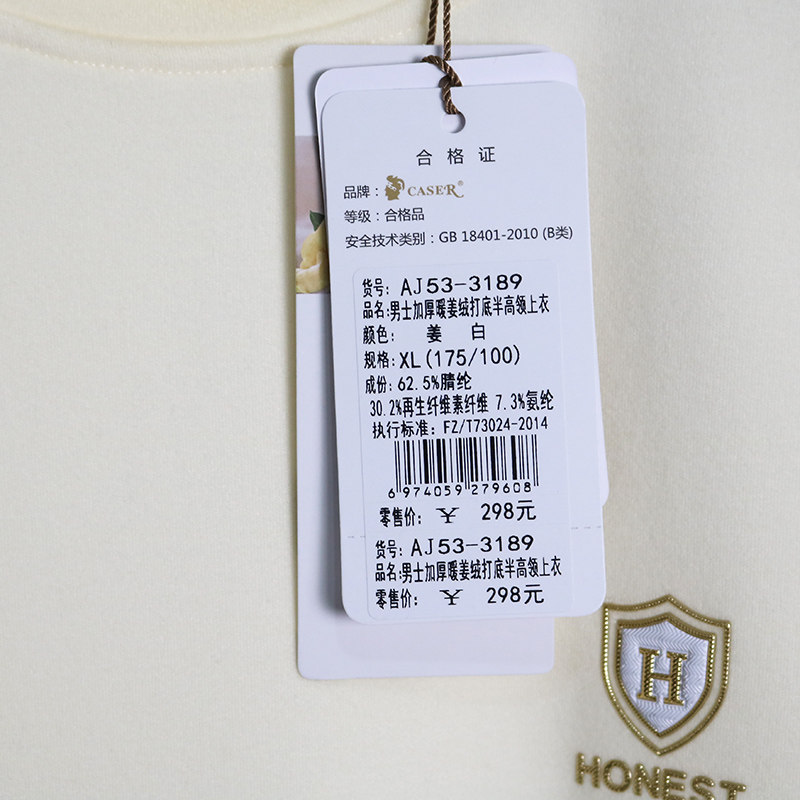 合格证
品牌: CASER®
等级:合格品
安全技术类别:GB 18401-2010 (B类)
货号: AJ53-3189
品名:男士加厚暖姜绒打底半高领上衣
颜色: 姜 白
规格: XL(175/100)
成份: 62.5%腈纶
30.2%再生纤维素纤维 7.3%氨纶
执行标准: FZ/T73024-2014
6 974059 279608
零售价: ¥ 298元
货号: AJ53-3189
品名:男士加厚暖姜绒打底半高领上衣
零售价: ¥ 298元
H
HONEST